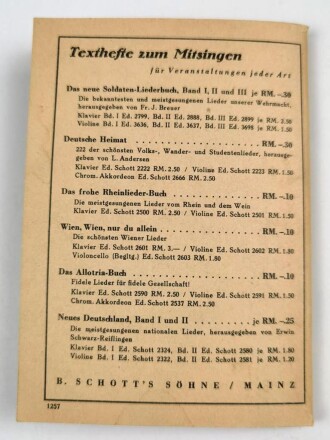 Texthefte zum Mitsingen
für Veranstaltungen jeder Art
Das neue Soldaten-Liederbuch, Band I, II und III je RM. –.50
Die bekanntesten und meistgesungenen Lieder unserer Wehrmacht,
herausgegeben von Fr. J. Breuer
Klavier Bd. I Ed. 2799, Bd. II 2888, Bd. III Ed. 2899 je RM. 2.50
Violine Bd. I Ed. 3636, Bd. II 3637, Bd. III Ed. 3698 je RM. 1.50
Deutsche Heimat . . . . . . . . . . . . . . RM. –.50
222 der schönsten Volks-, Wander- und Studentenlieder, herausgegeben
von L. Andersen
Klavier Ed. Schott 2222 RM. 2.50 / Violine Ed. Schott 2223 RM. 1.50
Chrom. Akkordeon Ed. Schott 2666 RM. 2.50
Das frohe Rheinlieder-Buch . . . . . . . . . . RM. –.10
Die meistgesungenen Lieder vom Rhein und dem Wein
Klavier Ed. Schott 2500 RM. 2.50 / Violine Ed. Schott 2501 RM. 1.50
Wien, Wien, nur du allein . . . . . . . . . . RM. –.10
Die schönsten Wiener Lieder
Klavier Ed. Schott 2601 RM. 3.— / Violine Ed. Schott 2602 RM. 1.80
Violoncello (Begltg.) Ed. Schott 2603 RM. 1.80
Das Allotria-Buch . . . . . . . . . . . . . RM. –.10
Fidele Lieder für fidele Gesellschaft!
Klavier Ed. Schott 2590 RM. 2.50 / Violine Ed. Schott 2591 RM. 1.50
Chrom. Akkordeon Ed. Schott 2537 RM. 2.50
Neues Deutschland, Band I und II . . . . . . je RM. –.25
Die meistgesungenen nationalen Lieder, herausgegeben von Erwin
Schwarz-Reiflingen
Klavier Bd. I Ed. Schott 2324, Bd. II Ed. Schott 2580 je RM. 1.80
Violine Bd. I Ed. Schott 2322, Bd. II Ed. Schott 2581 je RM. 1.20
B. SCHOTT'S SÖHNE / MAINZ
1257